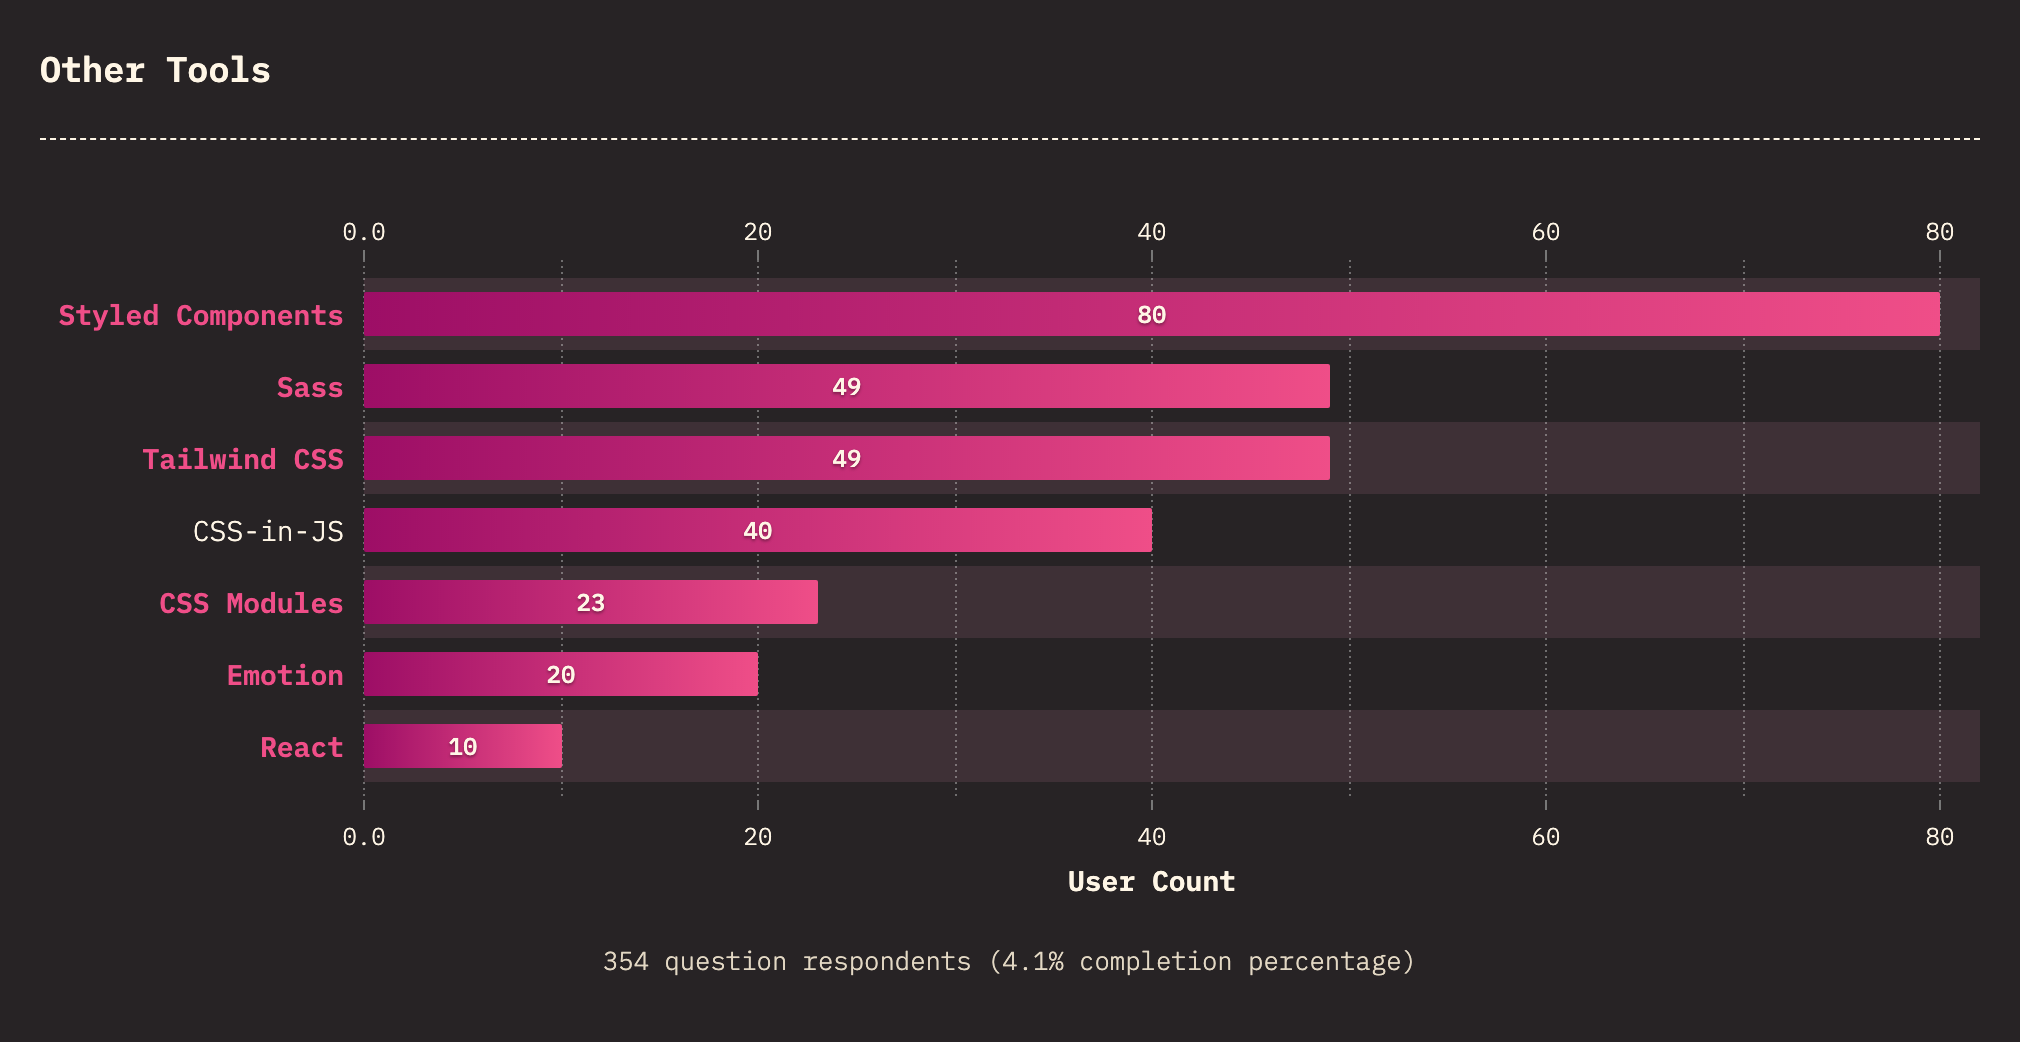 Other Tools
0.0 20 40 60 80
Styled Components 80
Sass 49
Tailwind CSS 49
CSS-in-JS 40
CSS Modules 23
Emotion 20
React 10
0.0 20 40 60 80
User Count
354 question respondents (4.1% completion percentage)